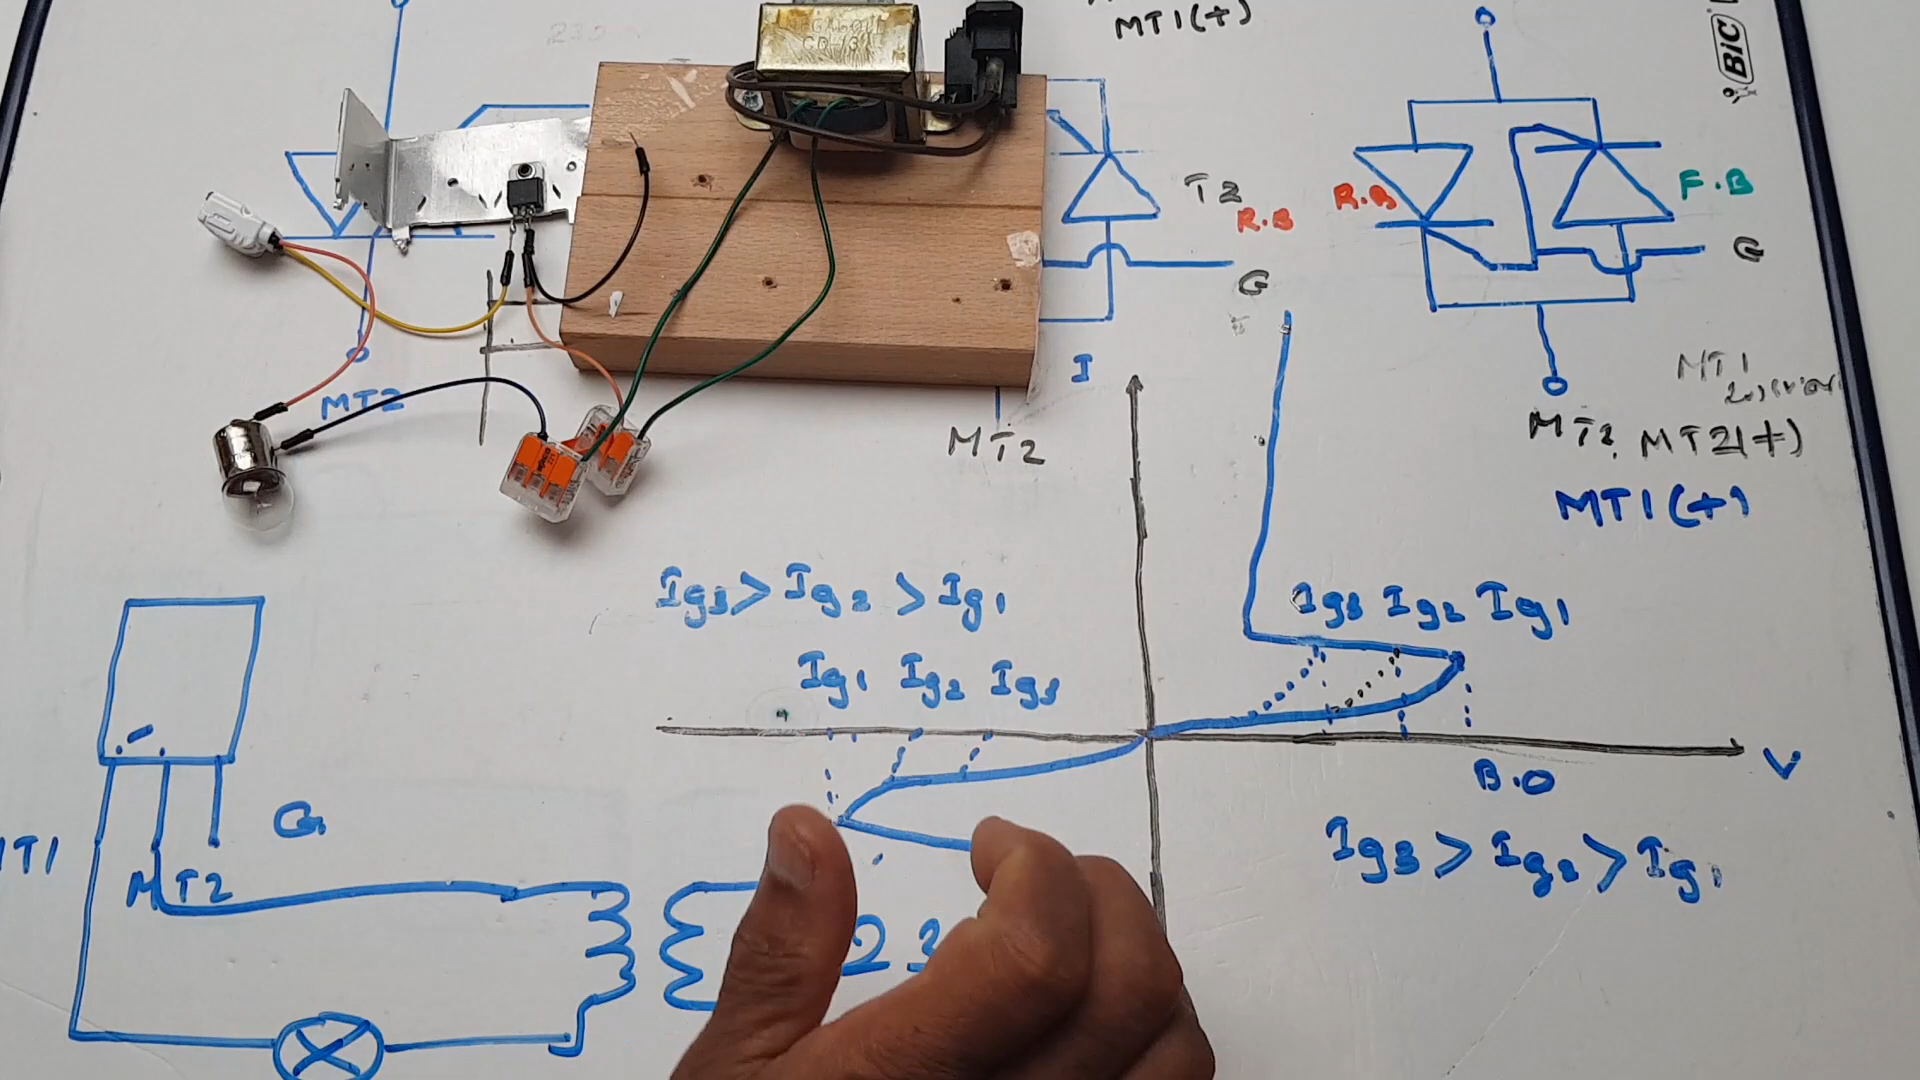 MT1(+)
BiC
T2
R.B
R.B
F.B
G
G
I
MT1
MT2
MT2
MT2
MT2(+)
MT1(+)
Ig3 > Ig2 > Ig1
Ig3 Ig2 Ig1
Ig1 Ig2 Ig3
V
B.O
G
MT2
Ig3 > Ig2 > Ig1